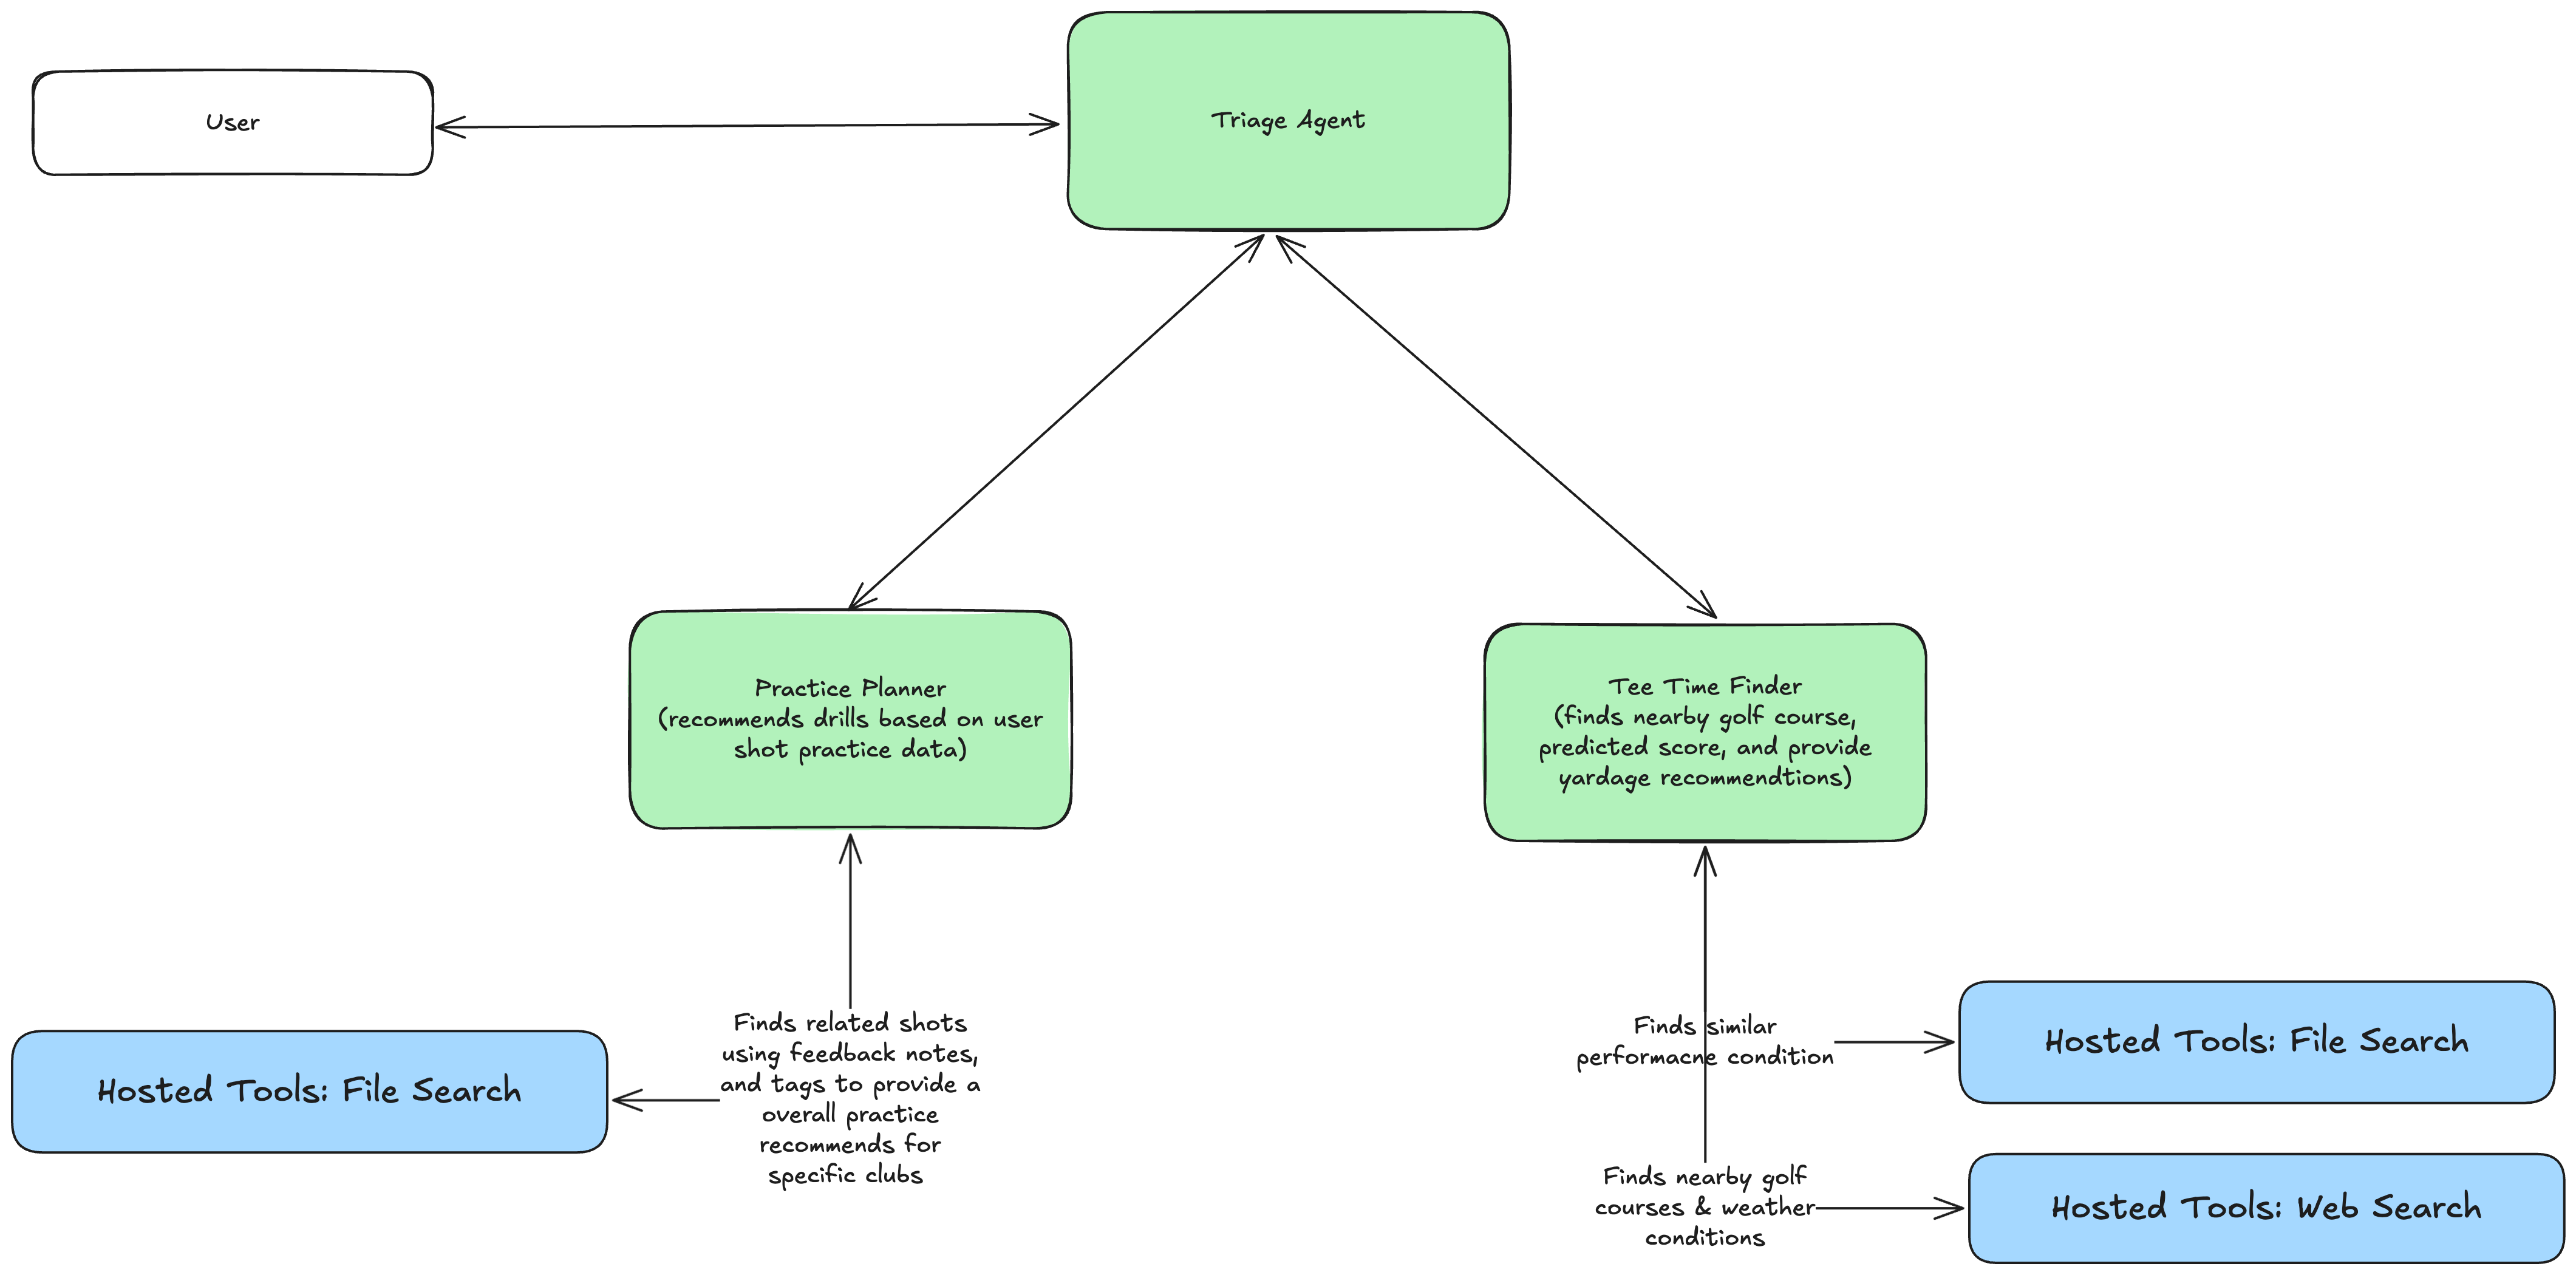 User
Triage Agent
Practice Planner
(recommends drills based on user
shot practice data)
Tee Time Finder
(finds nearby golf course,
predicted score, and provide
yardage recommendtions)
Finds related shots
using feedback notes,
and tags to provide a
overall practice
recommends for
specific clubs
Hosted Tools: File Search
Finds similar
performacne condition
Hosted Tools: File Search
Finds nearby golf
courses & weather
conditions
Hosted Tools: Web Search